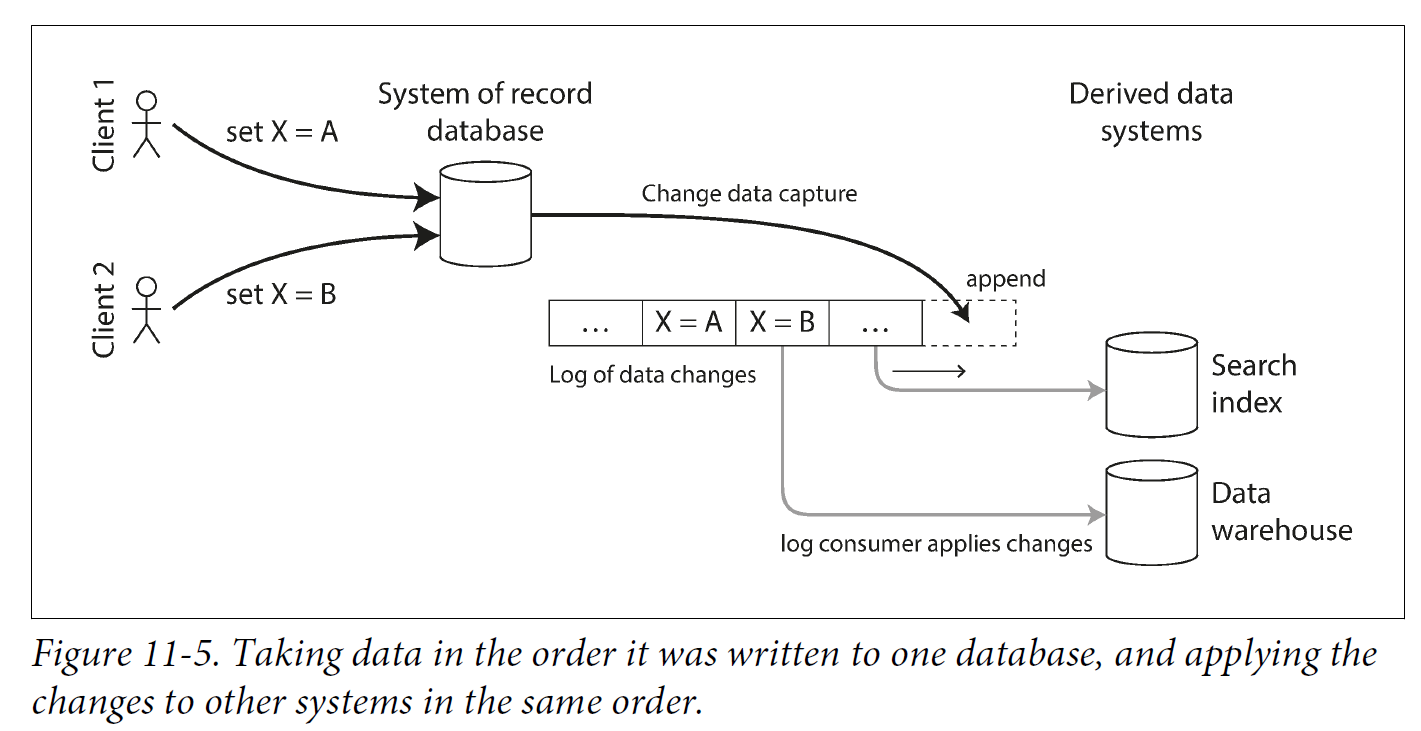 Client 1
set X = A
System of record
database
Derived data
systems
Change data capture
Client 2
set X = B
append
...
X = A
X = B
...
Log of data changes
Search
index
Data
warehouse
log consumer applies changes
Figure 11-5. Taking data in the order it was written to one database, and applying the
changes to other systems in the same order.